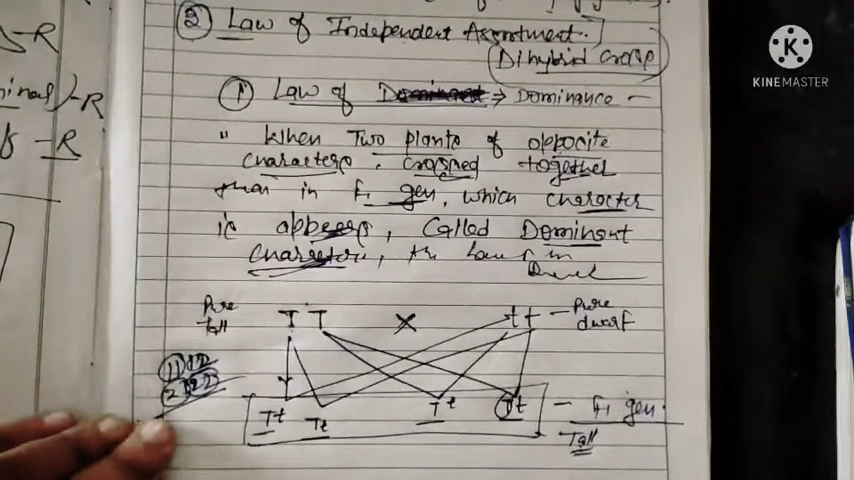 ② Law of Independent Assortment.
(Dihybrid Cross)
① Law of → Dominance -
" When Two plants of opposite
characters crossed together
than in F1 gen, which character
is appears, Called Dominant
Character, the
Pure Tall TT × tt - Pure dwarf
Tt Tt Tt Tt - F1 gen.
Tall
-R
-R
-R
K
KINEMASTER